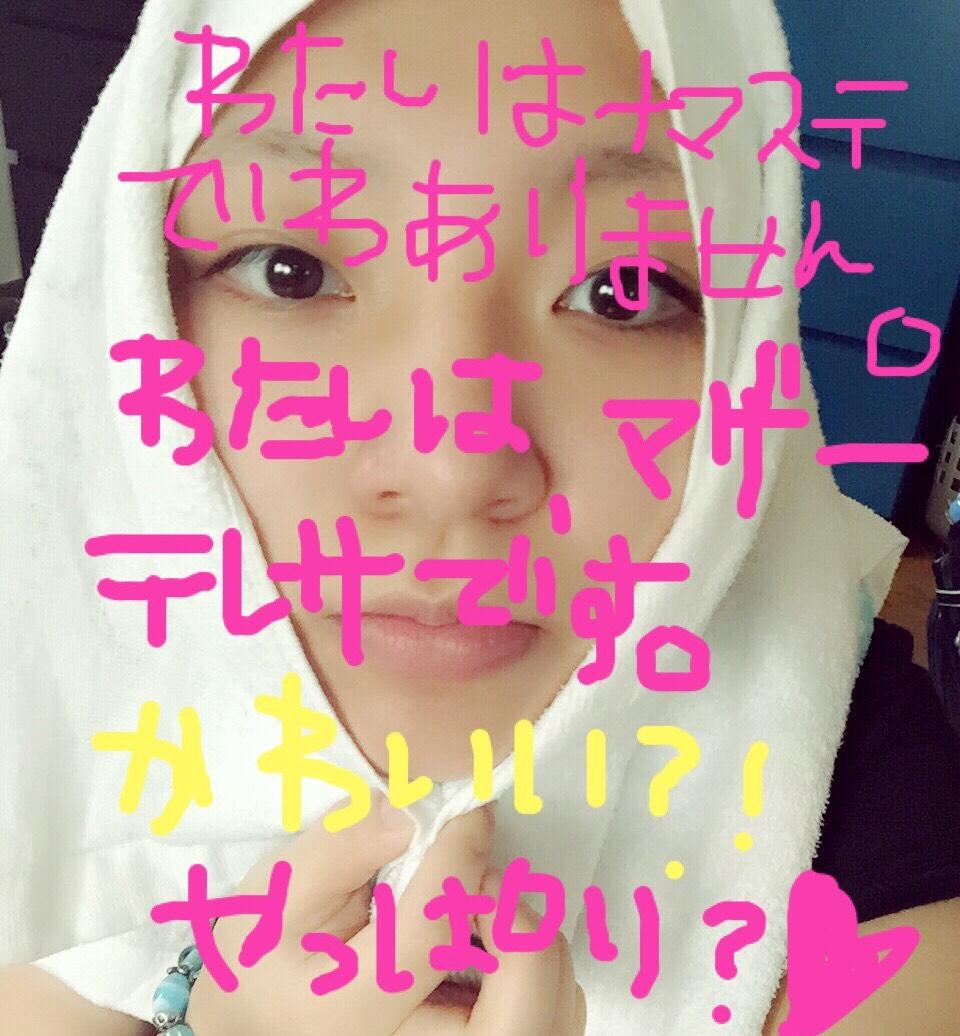 わたしはナマステ
でわありません。
わたしは、マザー
テレサです。
かわいい?!
やっぱり?